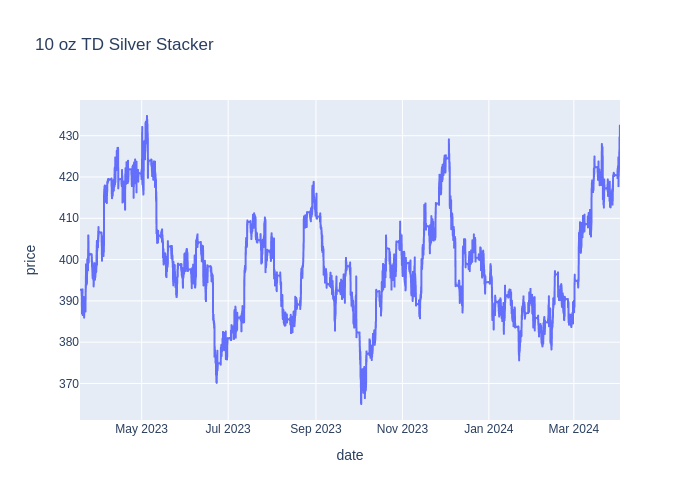 10 oz TD Silver Stacker
430
420
410
400
390
380
370
price
May 2023
Jul 2023
Sep 2023
Nov 2023
Jan 2024
Mar 2024
date